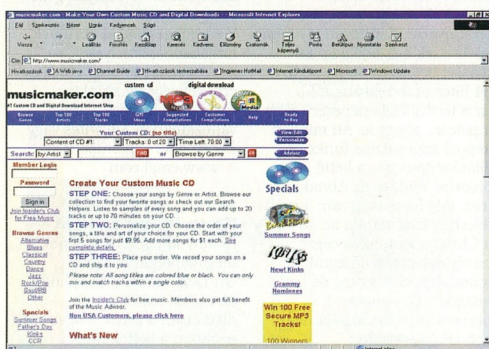 musicmaker.com - Make Your Own Custom Music CD and Digital Downloads - Microsoft Internet Explorer
Fájl Szerkesztés Nézet Ugrás Kedvencek Súgó
Vissza Leállítás Frissítés Kezdőlap Keresés Kedvenc Előzmény Csatornák Teljes képernyő Posta Betűtípus Nyomtatás Szerkeszt
Cím http://www.musicmaker.com/
Hivatkozások A Web java Channel Guide Hivatkozások testreszabása Ingyenes HotMail Internet kiindulópont Microsoft Windows Update
custom cd digital download
musicmaker.com
#1 Custom CD and Digital Download Internet Shop
MP3
Media
Browse Genres Top 100 Artists Top 100 Tracks Gift Ideas Suggested Compilations Customer Compilations Help Ready to Buy
Your Custom CD: (no title)
View/Edit
Content of CD #1: Tracks: 0 of 20 Time Left: 70:00
Personalize
Search: by Artist FIND or Browse by Genre
Advisor
Member Login
Password
Sign in
Join Insider's Club
for Free Music
Browse Genres
Alternative
Blues
Classical
Country
Dance
Jazz
Rock/Pop
Soul/RB
Other
Specials
Summer Songs
Father's Day
Kinks
CCR
Create Your Custom Music CD
STEP ONE: Choose your songs by Genre or Artist. Browse our
collection to find your favorite songs or check out our Search
Helpers. Listen to samples of every song and you can add up to 20
tracks or up to 70 minutes on your CD.
STEP TWO: Personalize your CD. Choose the order of your
songs, a title and art of your choice for your CD. Start with your
first 5 songs for just $9.95. Add more songs for $1 each. See
complete details.
STEP THREE: Place your order. We record your songs on a
CD and ship it to you
Please note: All song titles are colored blue or black. You can only
mix and match tracks within a single color.
Join the Insider's Club for free music. Members also get full benefit
of the Music Advisor.
Non USA Customers, please click here
What's New
Specials
Summer Songs
New! Kinks
Grammy
Nominees
Win 100 Free
Secure MP3
Tracks!
100 Winners